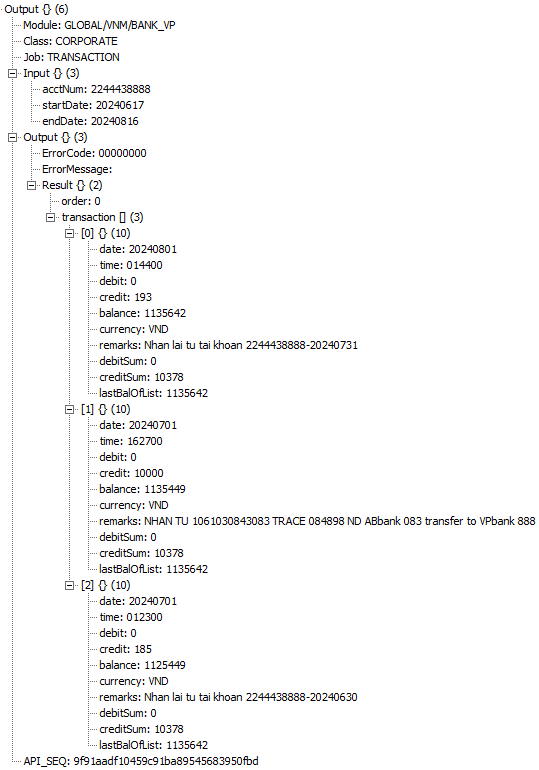 Output {} (6)
Module: GLOBAL/VNM/BANK_VP
Class: CORPORATE
Job: TRANSACTION
Input {} (3)
acctNum: 2244438888
startDate: 20240617
endDate: 20240816
Output {} (3)
ErrorCode: 00000000
ErrorMessage:
Result {} (2)
order: 0
transaction [] (3)
[0] {} (10)
date: 20240801
time: 014400
debit: 0
credit: 193
balance: 1135642
currency: VND
remarks: Nhan lai tu tai khoan 2244438888-20240731
debitSum: 0
creditSum: 10378
lastBalOfList: 1135642
[1] {} (10)
date: 20240701
time: 162700
debit: 0
credit: 10000
balance: 1135449
currency: VND
remarks: NHAN TU 1061030843083 TRACE 084898 ND ABbank 083 transfer to VPbank 888
debitSum: 0
creditSum: 10378
lastBalOfList: 1135642
[2] {} (10)
date: 20240701
time: 012300
debit: 0
credit: 185
balance: 1125449
currency: VND
remarks: Nhan lai tu tai khoan 2244438888-20240630
debitSum: 0
creditSum: 10378
lastBalOfList: 1135642
API_SEQ: 9f91aadf10459c91ba89545683950fbd